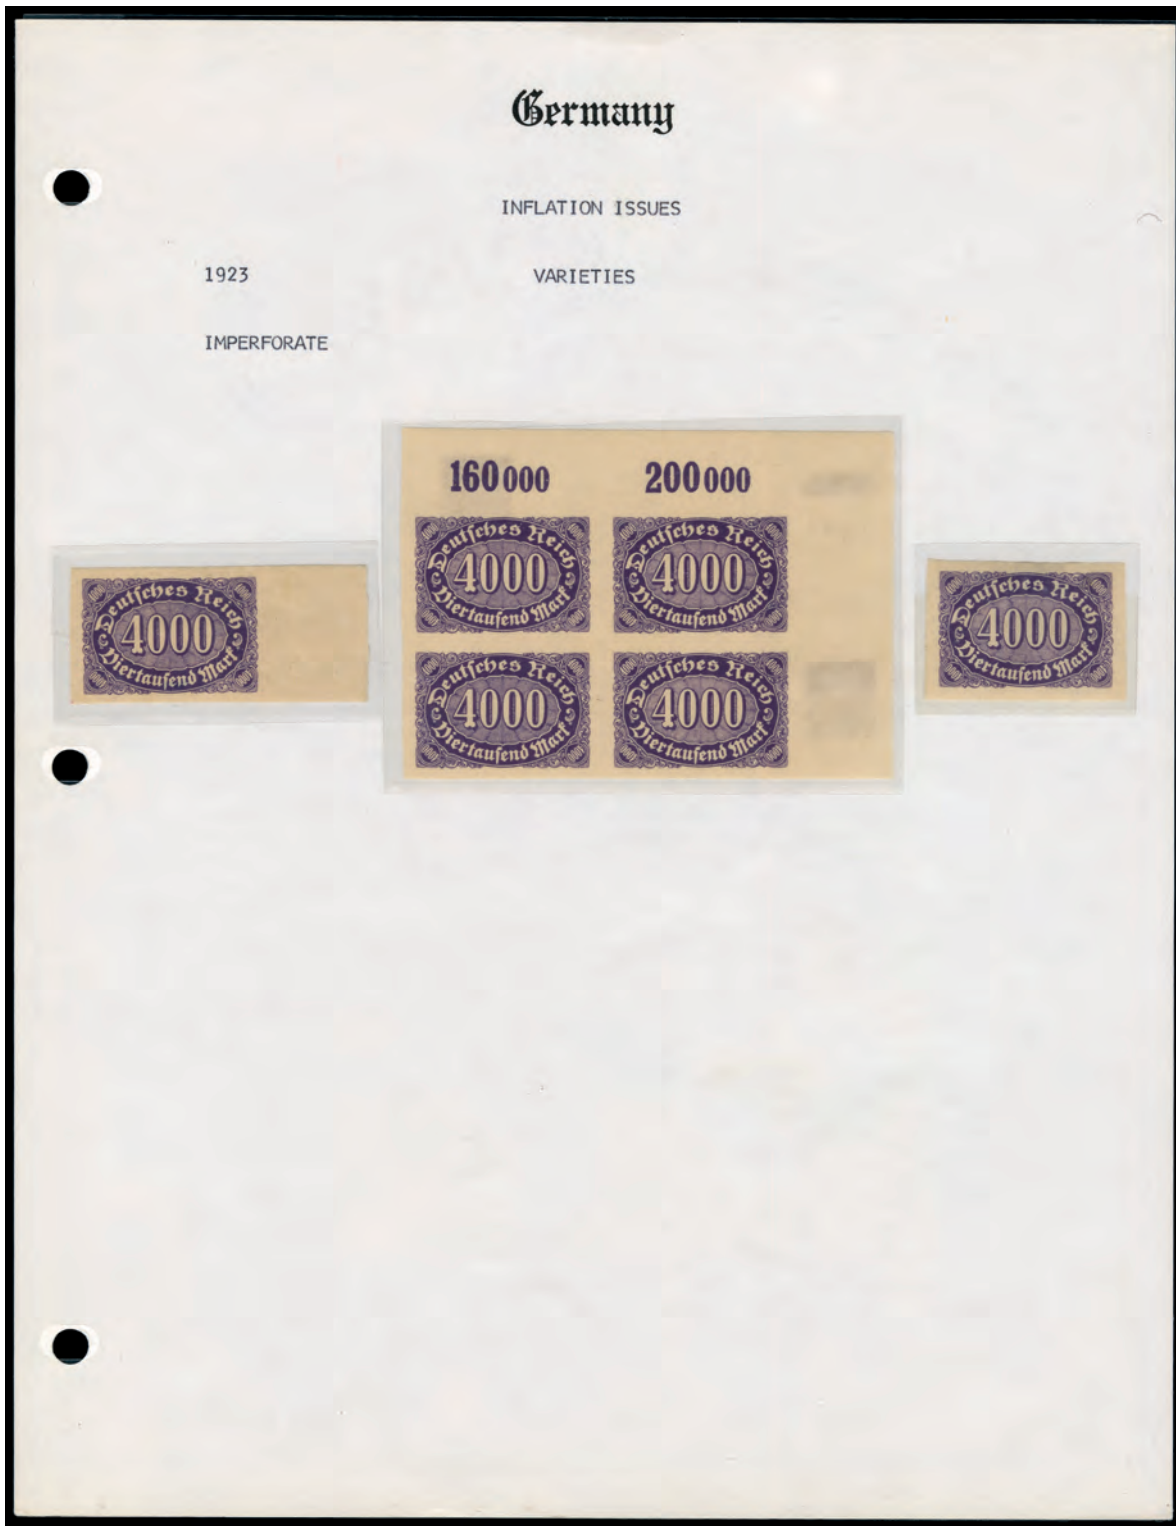 Germany
INFLATION ISSUES
1923 VARIETIES
IMPERFORATE
160000 200000
Deutsches Reich
4000
Viertausend Mark
Deutsches Reich
4000
Viertausend Mark
Deutsches Reich
4000
Viertausend Mark
Deutsches Reich
4000
Viertausend Mark
Deutsches Reich
4000
Viertausend Mark
Deutsches Reich
4000
Viertausend Mark